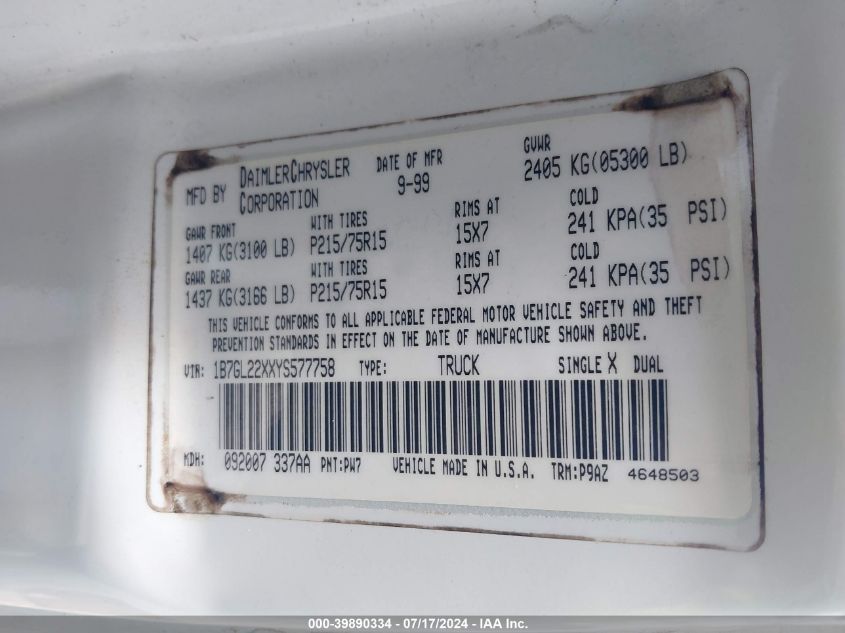 MFD BY DAIMLERCHRYSLER CORPORATION DATE OF MFR 9-99 GVWR 2405 KG(05300 LB)
GAWR FRONT WITH TIRES RIMS AT COLD
1407 KG(3100 LB) P215/75R15 15X7 241 KPA(35 PSI)
GAWR REAR WITH TIRES RIMS AT COLD
1437 KG(3166 LB) P215/75R15 15X7 241 KPA(35 PSI)
THIS VEHICLE CONFORMS TO ALL APPLICABLE FEDERAL MOTOR VEHICLE SAFETY AND THEFT
PREVENTION STANDARDS IN EFFECT ON THE DATE OF MANUFACTURE SHOWN ABOVE.
VIN: 1B7GL22XXYS577758 TYPE: TRUCK SINGLE X DUAL
MDH: 092007 337AA PNT:PW7 VEHICLE MADE IN U.S.A. TRM:P9AZ 4648503
000-39890334 - 07/17/2024 - IAA Inc.